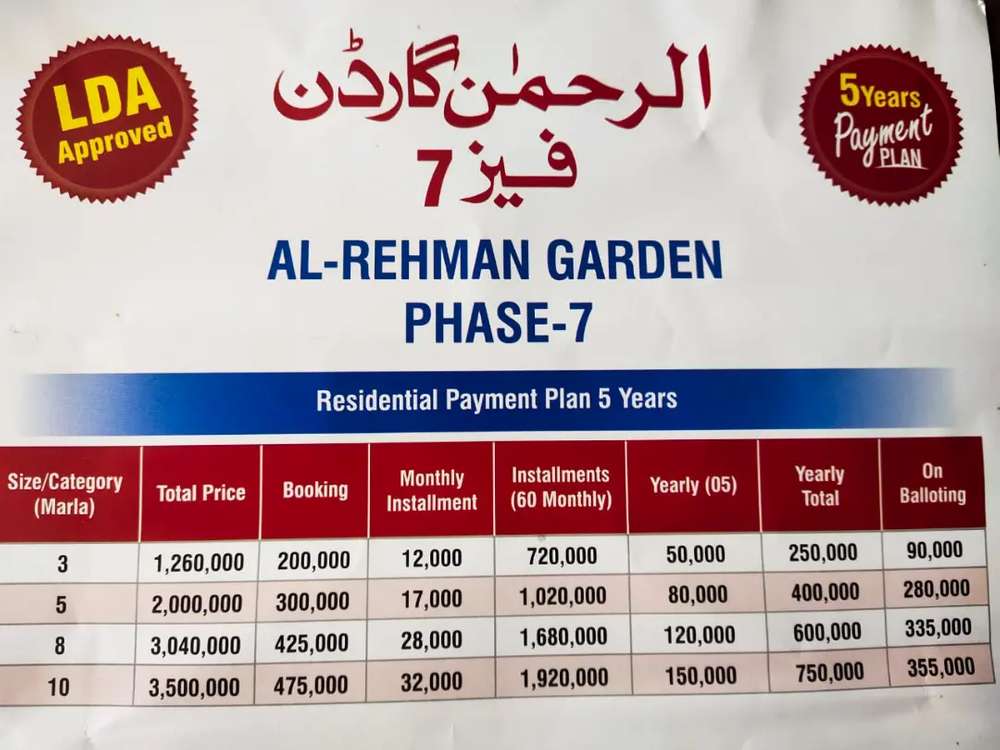 LDA
Approved
الرحمٰن گارڈن
فیز 7
5 Years
Payment
PLAN
AL-REHMAN GARDEN
PHASE-7
Residential Payment Plan 5 Years
Size/Category (Marla) Total Price Booking Monthly Installment Installments (60 Monthly) Yearly (05) Yearly Total On Balloting
3 1,260,000 200,000 12,000 720,000 50,000 250,000 90,000
5 2,000,000 300,000 17,000 1,020,000 80,000 400,000 280,000
8 3,040,000 425,000 28,000 1,680,000 120,000 600,000 335,000
10 3,500,000 475,000 32,000 1,920,000 150,000 750,000 355,000